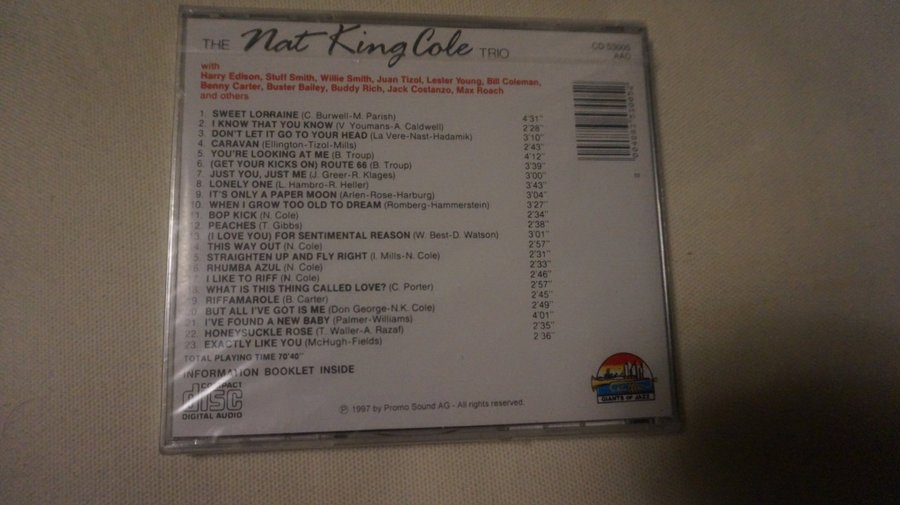 THE Nat King Cole TRIO
CD 53005
AAD
with
Harry Edison, Stuff Smith, Willie Smith, Juan Tizol, Lester Young, Bill Coleman,
Benny Carter, Buster Bailey, Buddy Rich, Jack Costanzo, Max Roach
and others
1. SWEET LORRAINE (C. Burwell-M. Parish) 4'31"
2. I KNOW THAT YOU KNOW (V. Youmans-A. Caldwell) 2'28"
3. DON'T LET IT GO TO YOUR HEAD (La Vere-Nast-Hadamik) 3'10"
4. CARAVAN (Ellington-Tizol-Mills) 2'43"
5. YOU'RE LOOKING AT ME (B. Troup) 4'12"
6. (GET YOUR KICKS ON) ROUTE 66 (B. Troup) 3'39"
7. JUST YOU, JUST ME (J. Greer-R. Klages) 3'00"
8. LONELY ONE (L. Hambro-R. Heller) 3'43"
9. IT'S ONLY A PAPER MOON (Arlen-Rose-Harburg) 3'04"
10. WHEN I GROW TOO OLD TO DREAM (Romberg-Hammerstein) 3'27"
11. BOP KICK (N. Cole) 2'34"
12. PEACHES (T. Gibbs) 2'38"
13. (I LOVE YOU) FOR SENTIMENTAL REASON (W. Best-D. Watson) 3'01"
14. THIS WAY OUT (N. Cole) 2'57"
15. STRAIGHTEN UP AND FLY RIGHT (I. Mills-N. Cole) 2'31"
16. RHUMBA AZUL (N. Cole) 2'33"
17. I LIKE TO RIFF (N. Cole) 2'46"
18. WHAT IS THIS THING CALLED LOVE? (C. Porter) 2'57"
19. RIFFAMAROLE (B. Carter) 2'45"
20. BUT ALL I'VE GOT IS ME (Don George-N.K. Cole) 2'49"
21. I'VE FOUND A NEW BABY (Palmer-Williams) 4'01"
22. HONEYSUCKLE ROSE (T. Waller-A. Razaf) 2'35"
23. EXACTLY LIKE YOU (McHugh-Fields) 2'36"
TOTAL PLAYING TIME 70'40"
INFORMATION BOOKLET INSIDE
COMPACT
disc
DIGITAL AUDIO
℗ 1997 by Promo Sound AG - All rights reserved.
GIANTS OF JAZZ